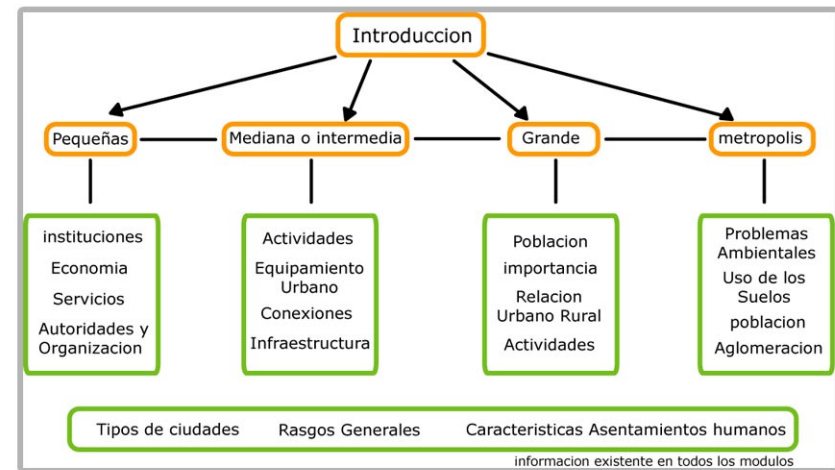 Introduccion
Pequeñas
Mediana o intermedia
Grande
metropolis
instituciones
Economia
Servicios
Autoridades y
Organizacion
Actividades
Equipamiento
Urbano
Conexiones
Infraestructura
Poblacion
importancia
Relacion
Urbano Rural
Actividades
Problemas
Ambientales
Uso de los
Suelos
poblacion
Aglomeracion
Tipos de ciudades
Rasgos Generales
Caracteristicas Asentamientos humanos
informacion existente en todos los modulos